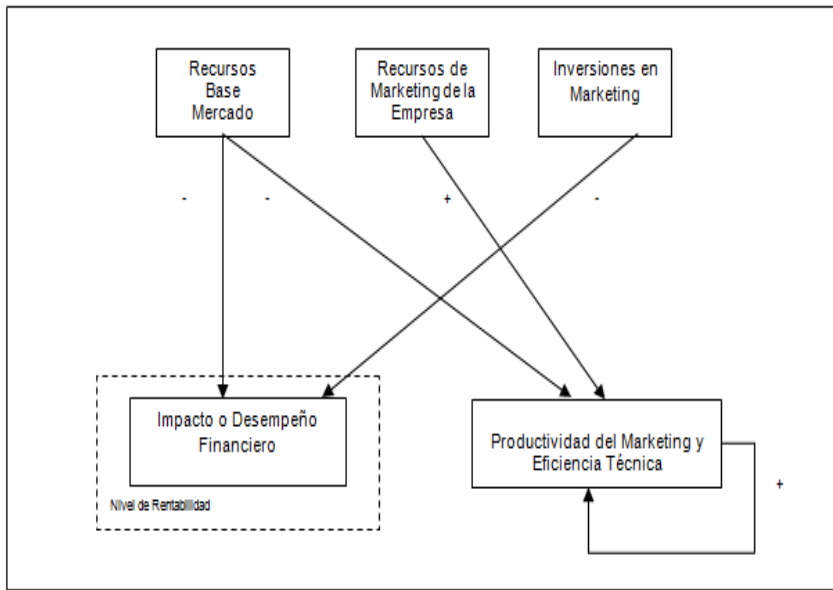 Recursos
Base
Mercado
Recursos de
Marketing de la
Empresa
Inversiones en
Marketing
-
-
+
-
Impacto o Desempeño
Financiero
Productividad del Marketing y
Eficiencia Técnica
+
Nivel de Rentabilidad